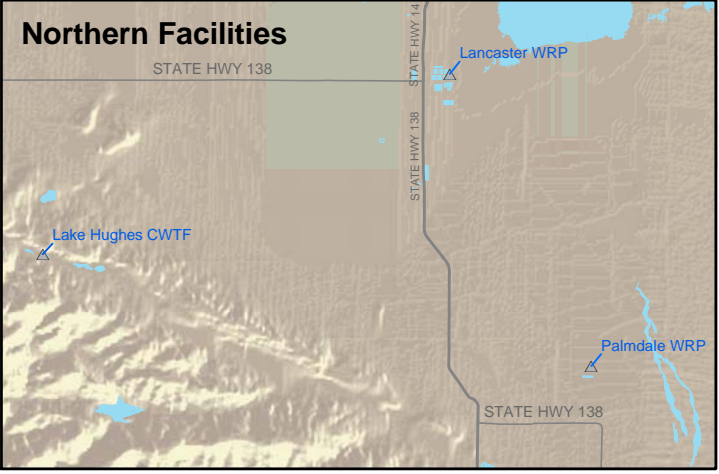 Northern Facilities
STATE HWY 14
Lancaster WRP
STATE HWY 138
STATE HWY 138
Lake Hughes CWTF
Palmdale WRP
STATE HWY 138